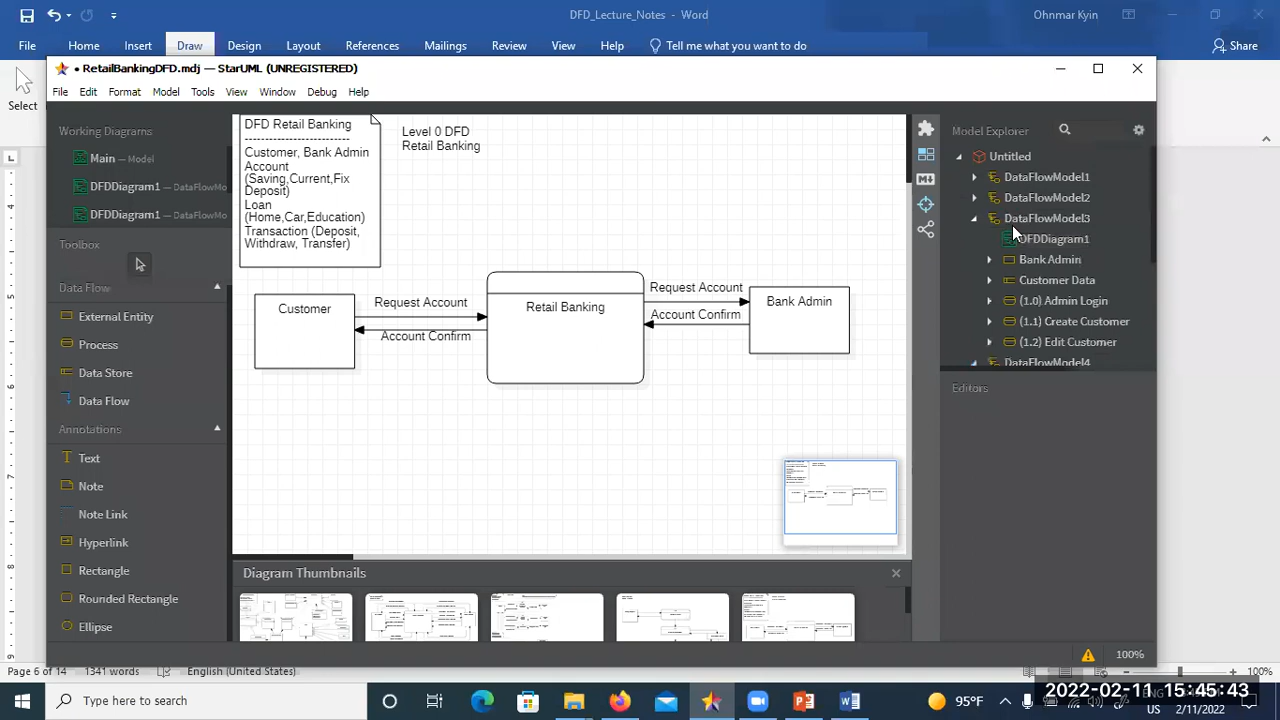 DFD_Lecture_Notes - Word
Ohnmar Kyin
File Home Insert Draw Design Layout References Mailings Review View Help Tell me what you want to do Share
Select
RetailBankingDFD.mdj — StarUML (UNREGISTERED)
File Edit Format Model Tools View Window Debug Help
Working Diagrams
Main — Model
DFDDiagram1 — DataFlowMo
DFDDiagram1 — DataFlowMo
Toolbox
Data Flow
External Entity
Process
Data Store
Data Flow
Annotations
Text
Note
Note Link
Hyperlink
Rectangle
Rounded Rectangle
Ellipse
DFD Retail Banking
--------------------------
Customer, Bank Admin
Account
(Saving,Current,Fix
Deposit)
Loan
(Home,Car,Education)
Transaction (Deposit,
Withdraw, Transfer)
Level 0 DFD
Retail Banking
Customer
Request Account
Account Confirm
Retail Banking
Request Account
Account Confirm
Bank Admin
Diagram Thumbnails
Model Explorer
Untitled
DataFlowModel1
DataFlowModel2
DataFlowModel3
DFDDiagram1
Bank Admin
Customer Data
(1.0) Admin Login
(1.1) Create Customer
(1.2) Edit Customer
DataFlowModel4
Editors
100%
Page 6 of 14 1341 words English (United States) 100%
Type here to search
95°F
2022-02-11 15:45:43
US 2/11/2022